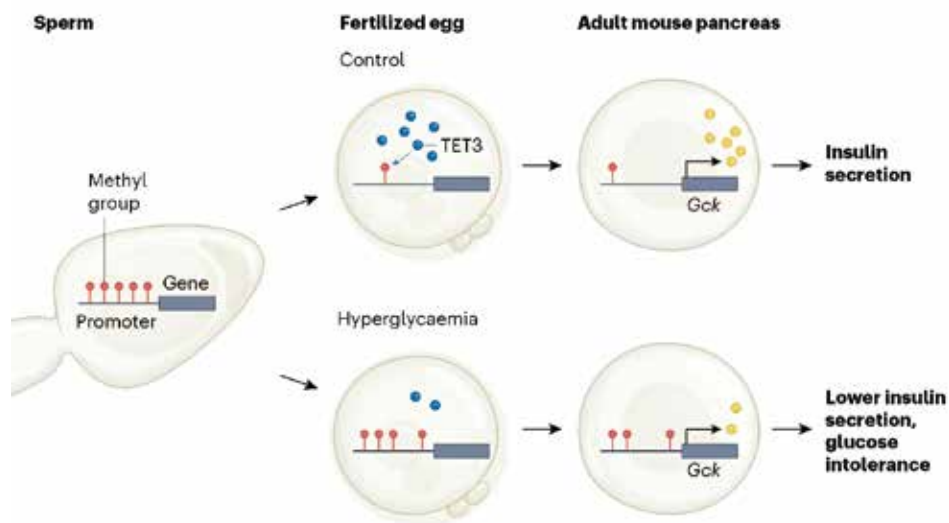 Sperm
Fertilized egg
Adult mouse pancreas
Control
TET3
Gck
Insulin
secretion
Methyl
group
Gene
Promoter
Hyperglycaemia
Gck
Lower insulin
secretion,
glucose
intolerance